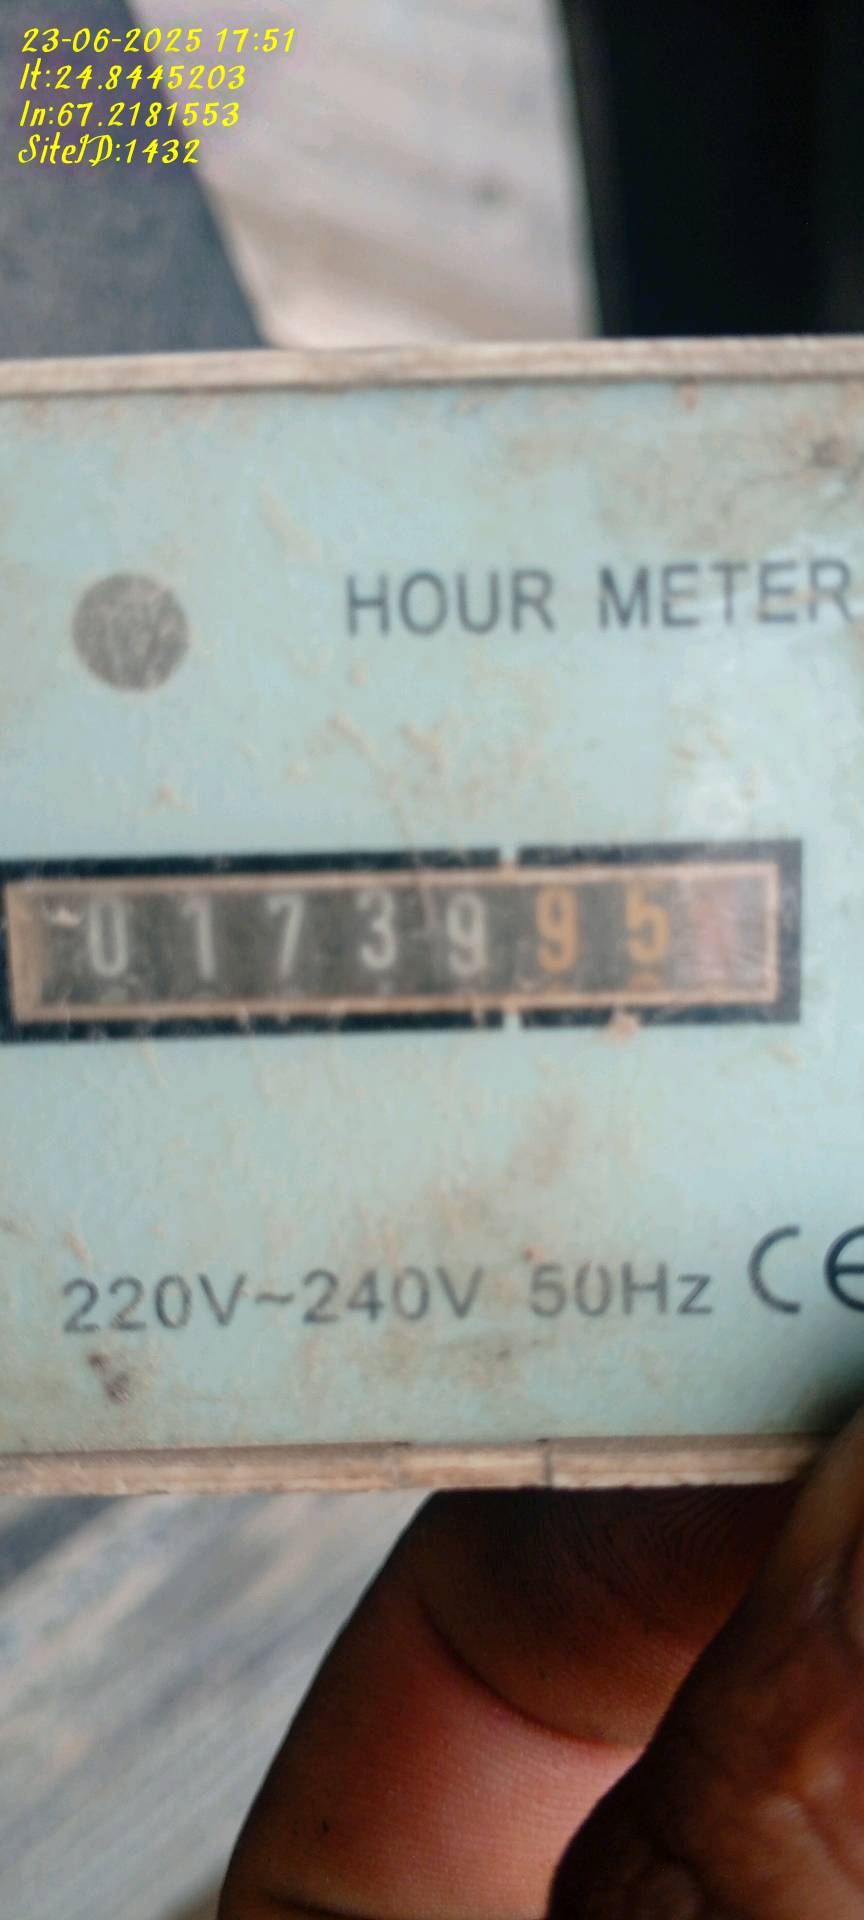 23-06-2025 17:51
lt:24.8445203
ln:67.2181553
SiteID:1432
HOUR METER
0173995
220V~240V 50Hz CE